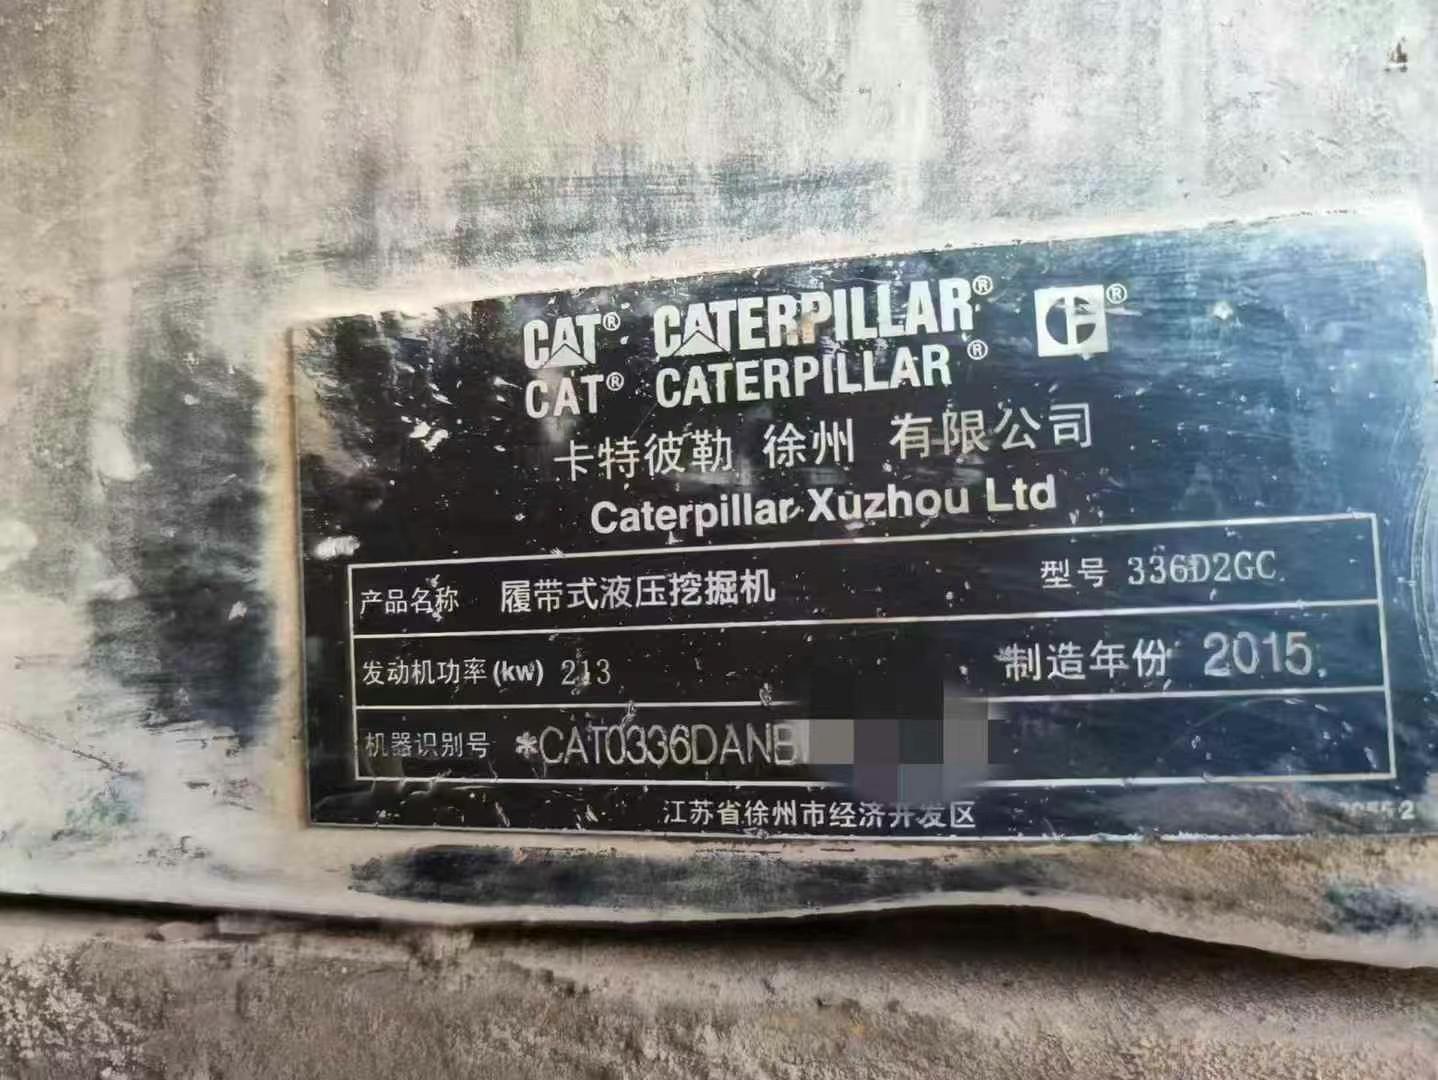 CAT® CATERPILLAR® ®
CAT® CATERPILLAR®
卡特彼勒 徐州 有限公司
Caterpillar Xuzhou Ltd
产品名称 履带式液压挖掘机 型号 336D2GC
发动机功率(kw) 213 制造年份 2015
机器识别号 *CAT0336DANB
江苏省徐州市经济开发区